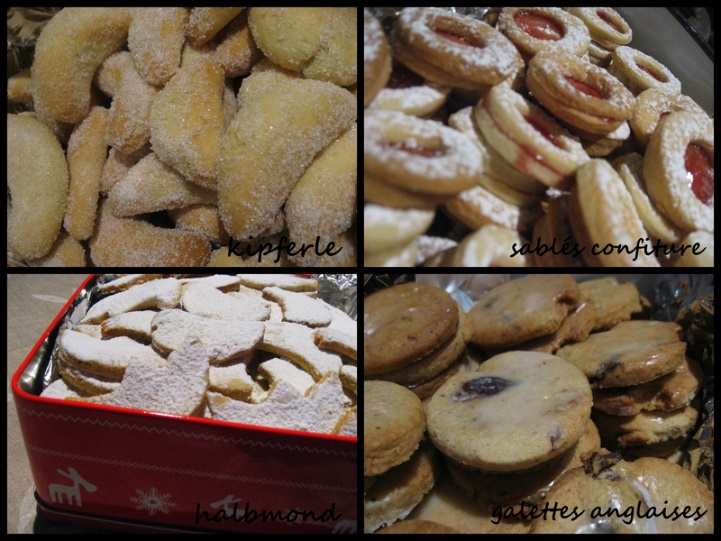 kipferle
sablés confiture
halbmond
galettes anglaises